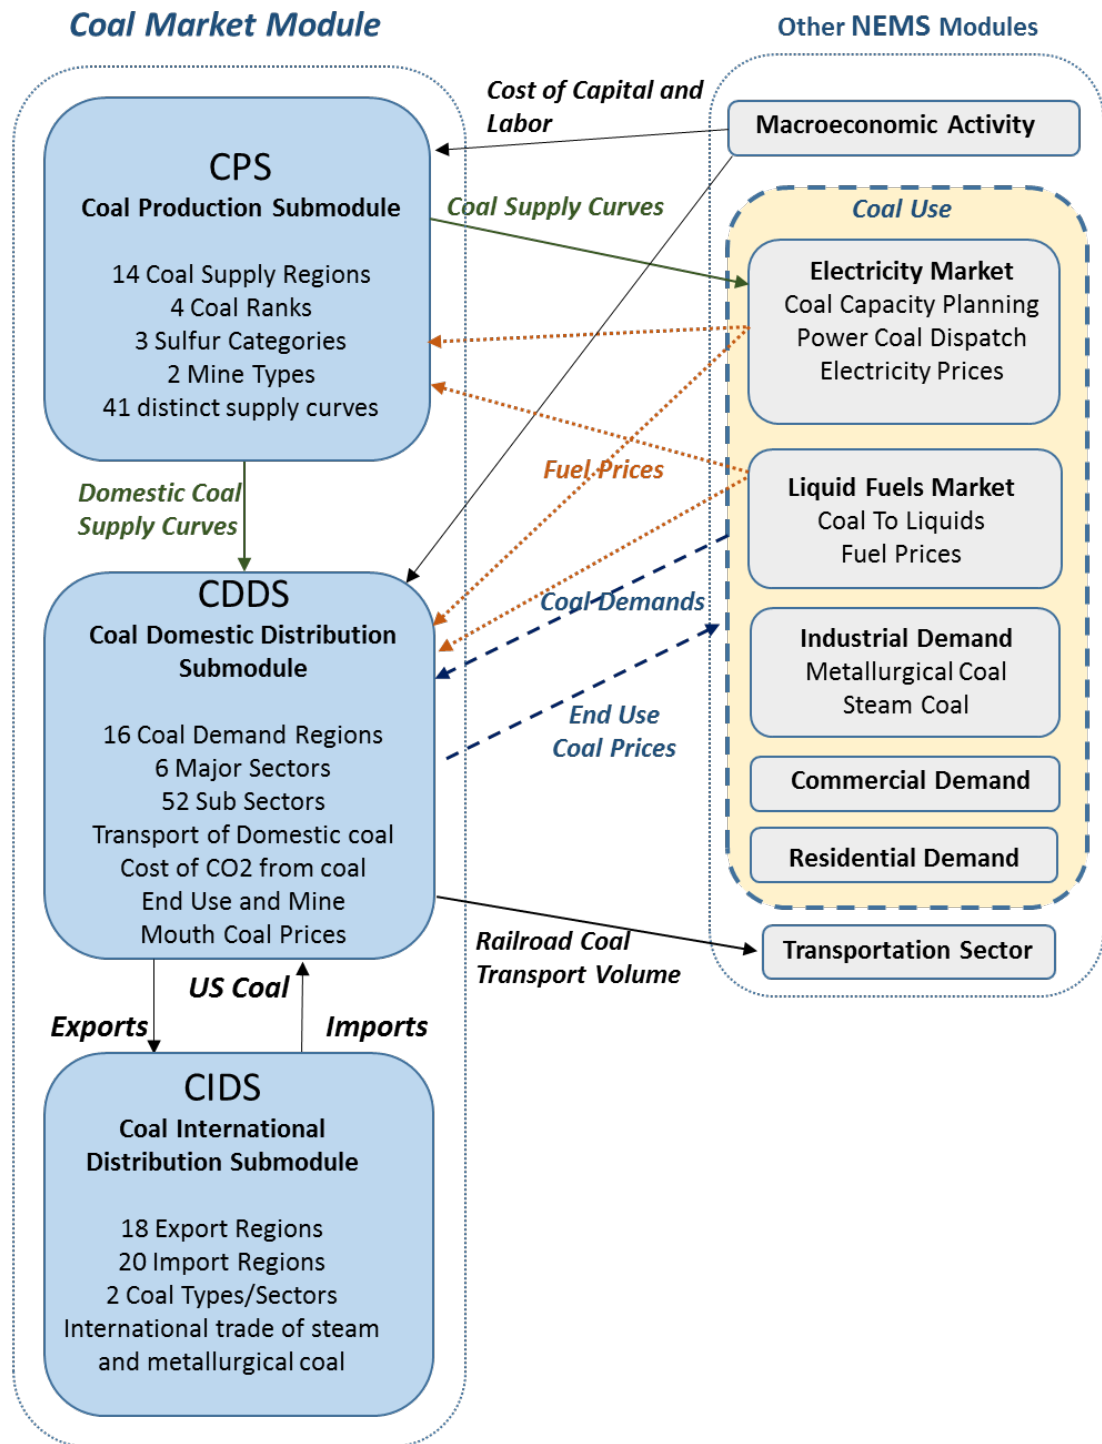 Coal Market Module
Other NEMS Modules
CPS
Coal Production Submodule
14 Coal Supply Regions
4 Coal Ranks
3 Sulfur Categories
2 Mine Types
41 distinct supply curves
Cost of Capital and
Labor
Macroeconomic Activity
Coal Supply Curves
Coal Use
Electricity Market
Coal Capacity Planning
Power Coal Dispatch
Electricity Prices
Fuel Prices
Liquid Fuels Market
Coal To Liquids
Fuel Prices
Domestic Coal
Supply Curves
CDDS
Coal Domestic Distribution
Submodule
16 Coal Demand Regions
6 Major Sectors
52 Sub Sectors
Transport of Domestic coal
Cost of CO2 from coal
End Use and Mine
Mouth Coal Prices
Coal Demands
Industrial Demand
Metallurgical Coal
Steam Coal
End Use
Coal Prices
Commercial Demand
Residential Demand
Railroad Coal
Transport Volume
Transportation Sector
US Coal
Exports
Imports
CIDS
Coal International
Distribution Submodule
18 Export Regions
20 Import Regions
2 Coal Types/Sectors
International trade of steam
and metallurgical coal